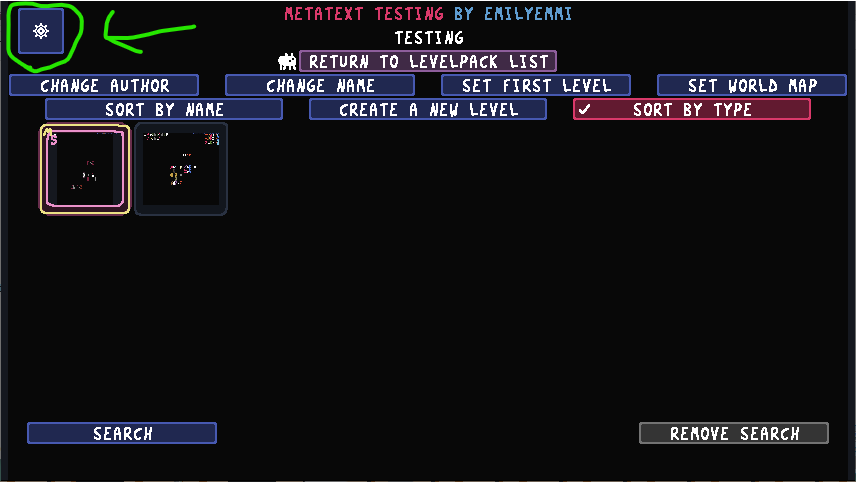 METATEXT TESTING BY EMILYEMMI
TESTING
RETURN TO LEVELPACK LIST
CHANGE AUTHOR CHANGE NAME SET FIRST LEVEL SET WORLD MAP
SORT BY NAME CREATE A NEW LEVEL SORT BY TYPE
M
S
SEARCH REMOVE SEARCH